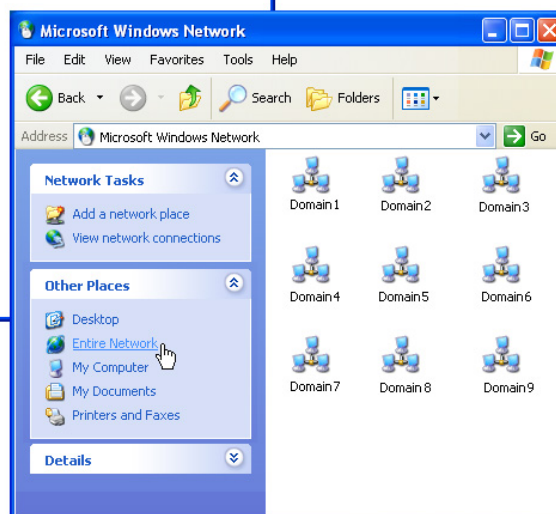 Microsoft Windows Network
File Edit View Favorites Tools Help
Back Search Folders
Address Microsoft Windows Network Go
Network Tasks
Add a network place
View network connections
Other Places
Desktop
Entire Network
My Computer
My Documents
Printers and Faxes
Details
Domain1 Domain2 Domain3
Domain4 Domain5 Domain6
Domain7 Domain8 Domain9